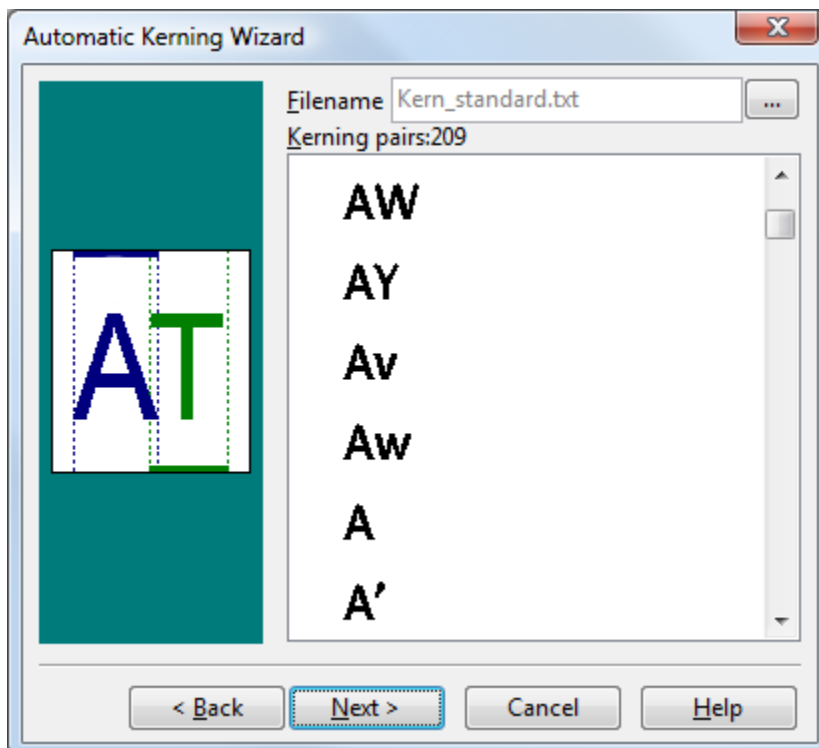 Automatic Kerning Wizard
Filename Kern_standard.txt ...
Kerning pairs:209
AT
AW
AY
Av
Aw
A
A’
< Back Next > Cancel Help